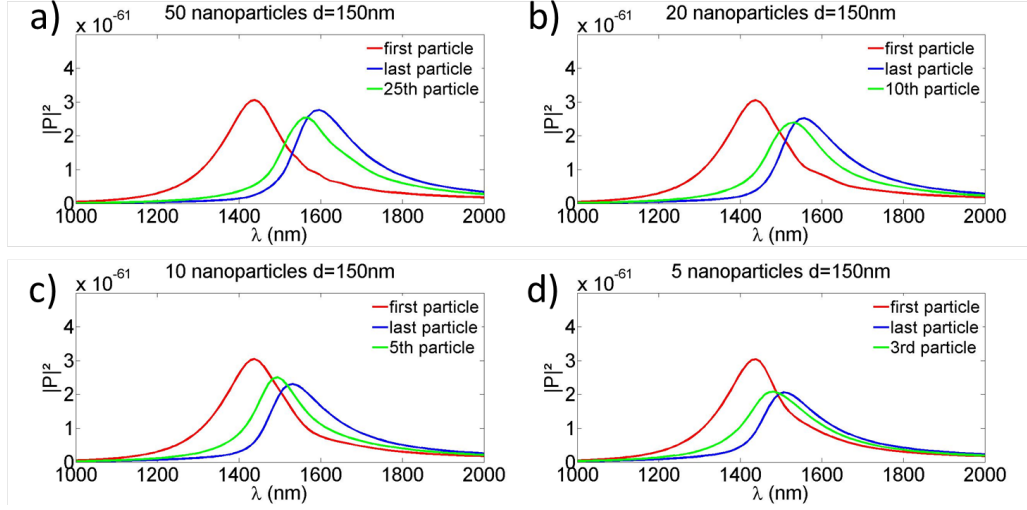 a) x 10^-61 50 nanoparticles d=150nm
first particle
last particle
25th particle
|P|²
5
4
3
2
1
0
1000 1200 1400 1600 1800 2000
λ (nm)
b) x 10^-61 20 nanoparticles d=150nm
first particle
last particle
10th particle
|P|²
5
4
3
2
1
0
1000 1200 1400 1600 1800 2000
λ (nm)
c) x 10^-61 10 nanoparticles d=150nm
first particle
last particle
5th particle
|P|²
5
4
3
2
1
0
1000 1200 1400 1600 1800 2000
λ (nm)
d) x 10^-61 5 nanoparticles d=150nm
first particle
last particle
3rd particle
|P|²
5
4
3
2
1
0
1000 1200 1400 1600 1800 2000
λ (nm)